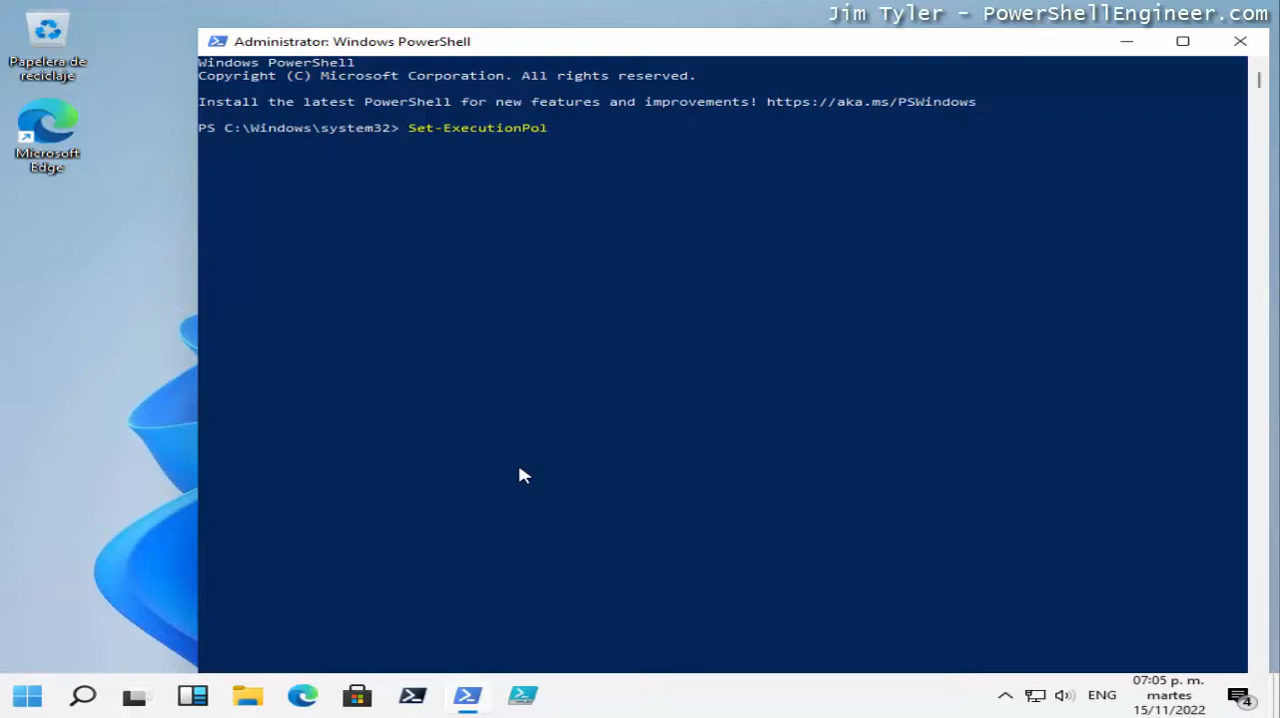 Jim Tyler - PowerShellEngineer.com
Administrator: Windows PowerShell
Windows PowerShell
Copyright (C) Microsoft Corporation. All rights reserved.
Install the latest PowerShell for new features and improvements! https://aka.ms/PSWindows
PS C:\Windows\system32> Set-ExecutionPol
Papelera de
reciclaje
Microsoft
Edge
ENG
07:05 p. m.
martes
15/11/2022
4